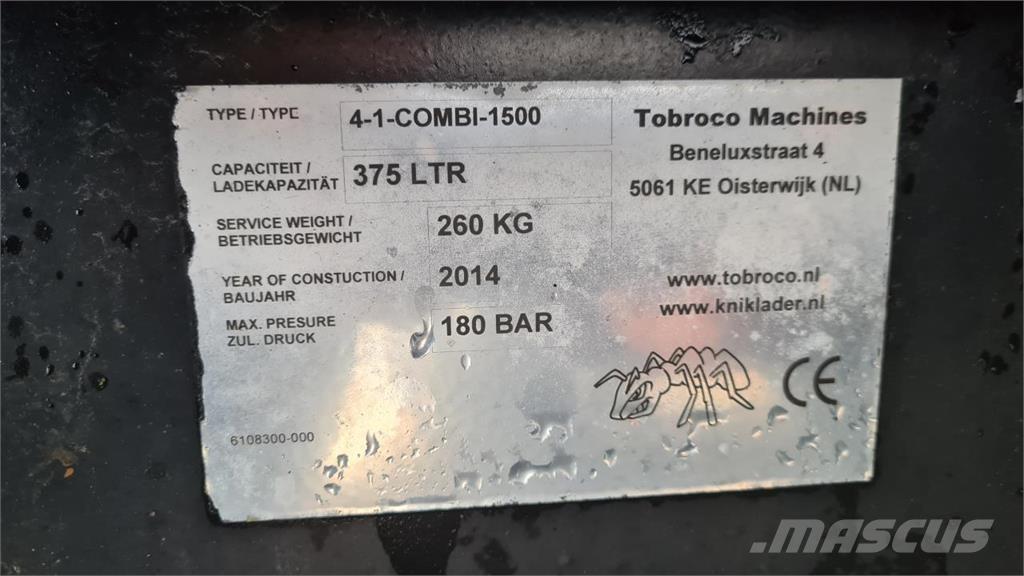 TYPE / TYPE 4-1-COMBI-1500
CAPACITEIT /
LADEKAPAZITÄT 375 LTR
SERVICE WEIGHT /
BETRIEBSGEWICHT 260 KG
YEAR OF CONSTUCTION /
BAUJAHR 2014
MAX. PRESURE
ZUL. DRUCK 180 BAR
6108300-000
Tobroco Machines
Beneluxstraat 4
5061 KE Oisterwijk (NL)
www.tobroco.nl
www.kniklader.nl
CE
MASCUS